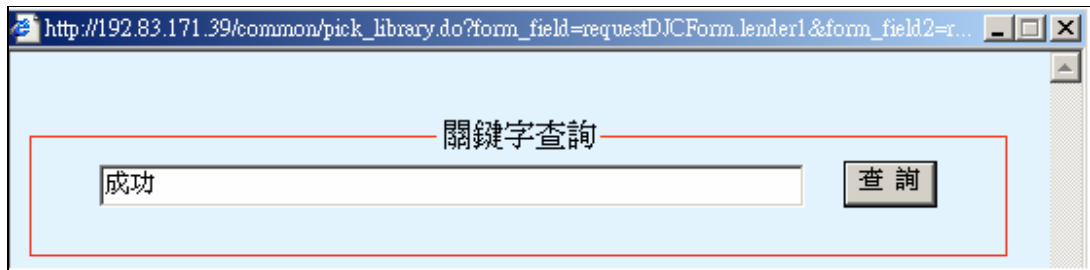 http://192.83.171.39/common/pick_library.do?form_field=requestDJCForm.lender1&form_field2=r...
關鍵字查詢
成功
查 詢